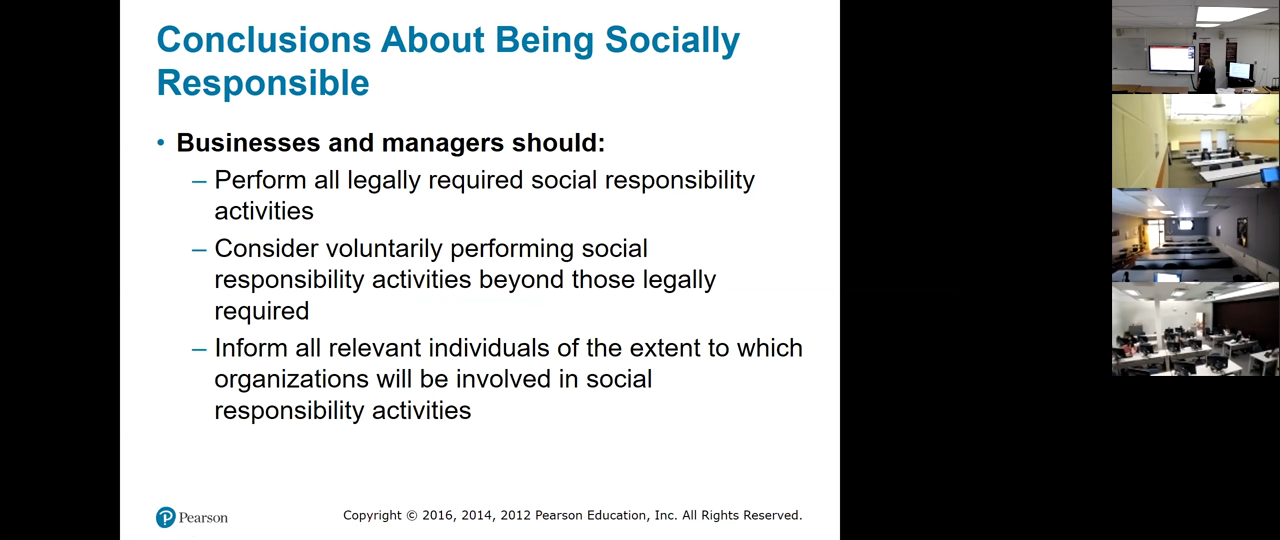 Conclusions About Being Socially
Responsible
• Businesses and managers should:
– Perform all legally required social responsibility
activities
– Consider voluntarily performing social
responsibility activities beyond those legally
required
– Inform all relevant individuals of the extent to which
organizations will be involved in social
responsibility activities
Pearson
Copyright © 2016, 2014, 2012 Pearson Education, Inc. All Rights Reserved.